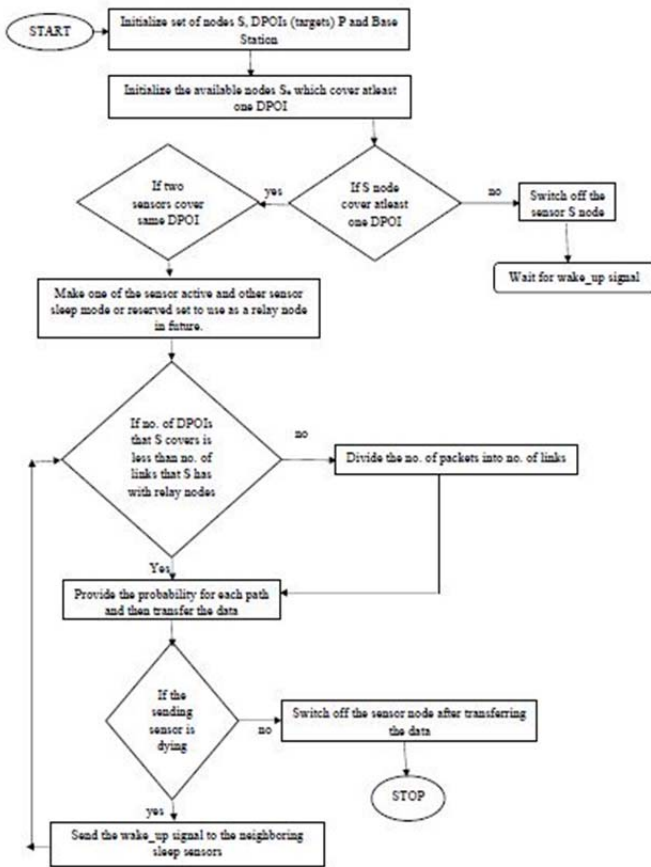 START
Initialize set of nodes S, DPOIs (targets) P and Base
Station
Initialize the available nodes Sₐ which cover atleast
one DPOI
If S node
cover atleast
one DPOI
yes
no
If two
sensors cover
same DPOI
Switch off the
sensor S node
Wait for wake_up signal
Make one of the sensor active and other sensor
sleep mode or reserved set to use as a relay node
in future.
If no. of DPOIs
that S covers is
less than no. of
links that S has
with relay nodes
no
Divide the no. of packets into no. of links
Yes
Provide the probability for each path
and then transfer the data
If the
sending
sensor is
dying
no
Switch off the sensor node after transferring
the data
STOP
yes
Send the wake_up signal to the neighboring
sleep sensors